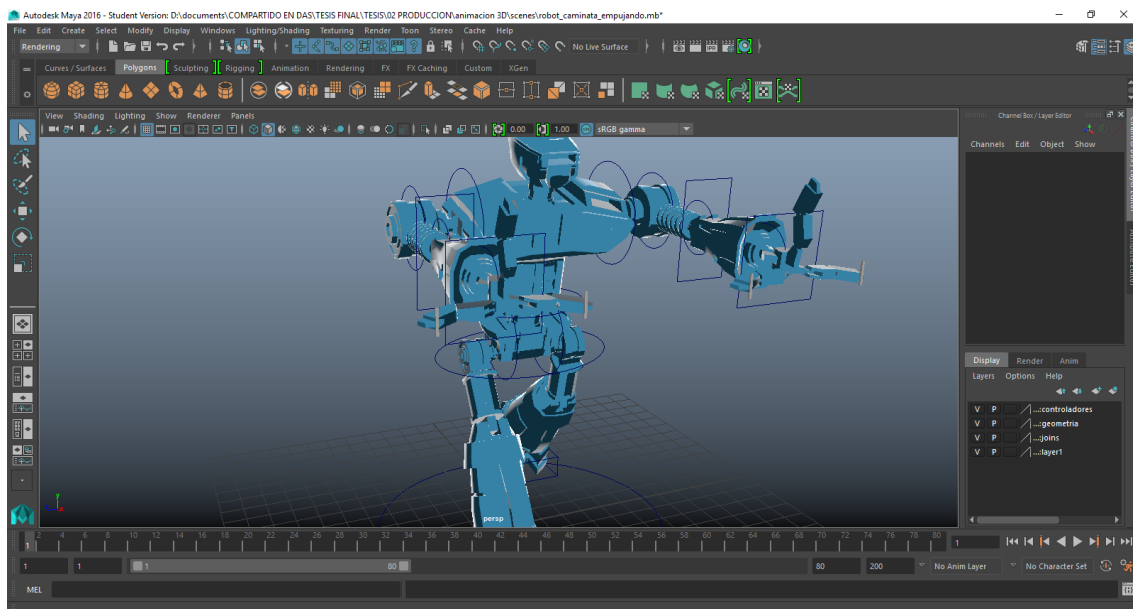 Autodesk Maya 2016 - Student Version: D:\documents\COMPARTIDO EN DAS\TESIS FINAL\TESIS\02 PRODUCCION\animacion 3D\scenes\robot_caminata_empujando.mb*
File Edit Create Select Modify Display Windows Lighting/Shading Texturing Render Toon Stereo Cache Help
Rendering No Live Surface
Curves / Surfaces Polygons Sculpting Rigging Animation Rendering FX FX Caching Custom XGen
View Shading Lighting Show Renderer Panels
0.00 1.00 sRGB gamma
Channel Box / Layer Editor
Channels Edit Object Show
Display Render Anim
Layers Options Help
V P ...:controladores
V P ...:geometria
V P ...:joins
V P ...:layer1
y
persp
2 4 6 8 10 12 14 16 18 20 22 24 26 28 30 32 34 36 38 40 42 44 46 48 50 52 54 56 58 60 62 64 66 68 70 72 74 76 78 80
1 1
1 1 1 80 80 200 No Anim Layer No Character Set
MEL